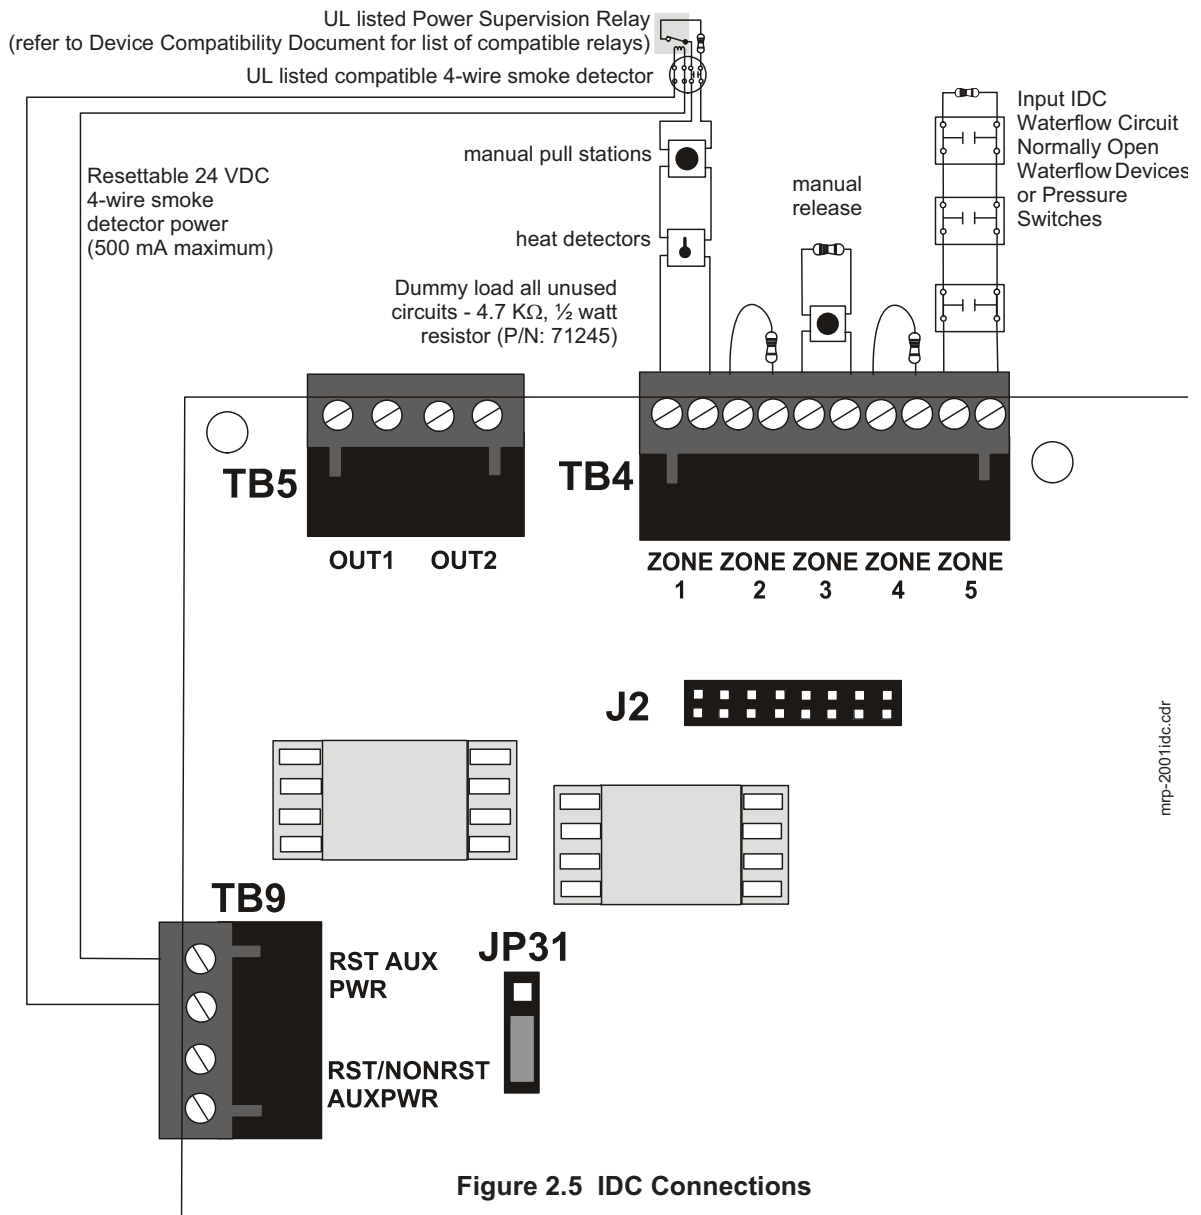 UL listed Power Supervision Relay
(refer to Device Compatibility Document for list of compatible relays)
UL listed compatible 4-wire smoke detector
Input IDC
Waterflow Circuit
Normally Open
Waterflow Devices
or Pressure
Switches
manual pull stations
Resettable 24 VDC
4-wire smoke
detector power
(500 mA maximum)
manual
release
heat detectors
Dummy load all unused
circuits - 4.7 KΩ, ½ watt
resistor (P/N: 71245)
TB5
TB4
OUT1 OUT2
ZONE ZONE ZONE ZONE ZONE
1 2 3 4 5
J2
mrp-2001idc.cdr
TB9
JP31
RST AUX
PWR
RST/NONRST
AUXPWR
Figure 2.5 IDC Connections